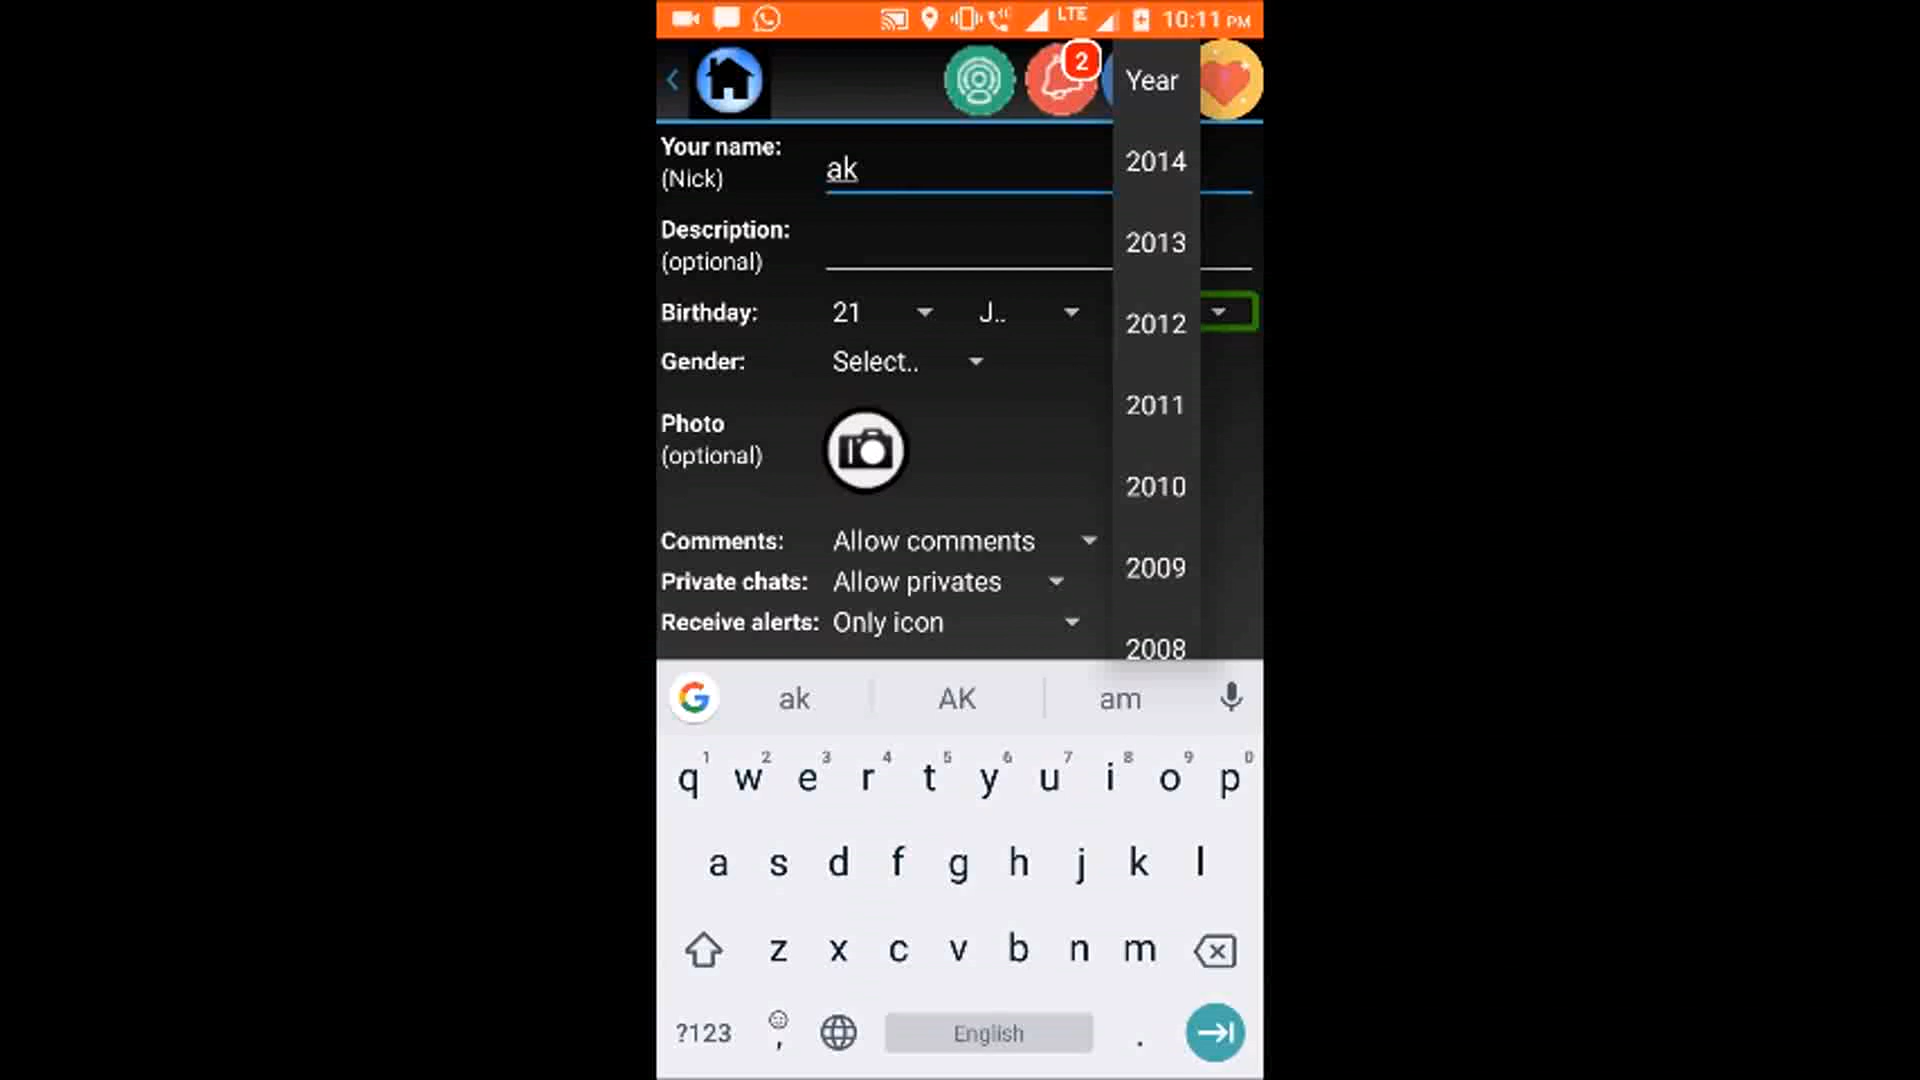 LTE 10:11 PM
2
Year
Your name:
(Nick)
ak
2014
Description:
(optional)
2013
Birthday: 21 J..
2012
Gender: Select..
2011
Photo
(optional)
2010
Comments: Allow comments
2009
Private chats: Allow privates
Receive alerts: Only icon
2008
G ak AK am
1 2 3 4 5 6 7 8 9 0
q w e r t y u i o p
a s d f g h j k l
z x c v b n m
?123 , English .